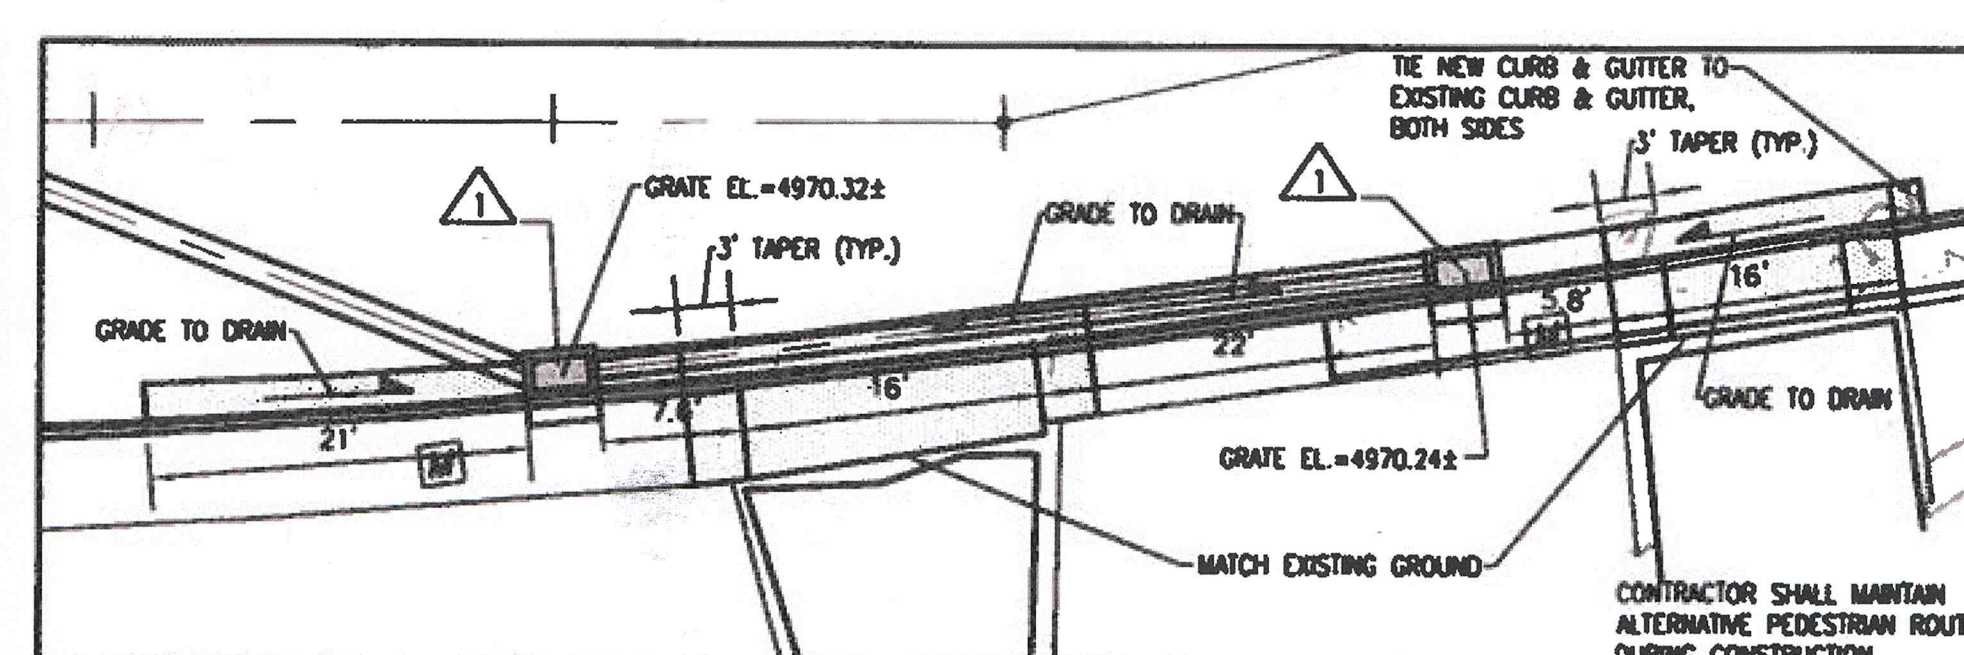 TIE NEW CURB & GUTTER TO
EXISTING CURB & GUTTER,
BOTH SIDES
3' TAPER (TYP.)
1
GRATE EL.=4970.32±
1
GRADE TO DRAIN
3' TAPER (TYP.)
16'
5.8'
GRADE TO DRAIN
22'
16'
GRADE TO DRAIN
21'
GRATE EL.=4970.24±
MATCH EXISTING GROUND
CONTRACTOR SHALL MAINTAIN
ALTERNATIVE PEDESTRIAN ROUT
DURING CONSTRUCTION